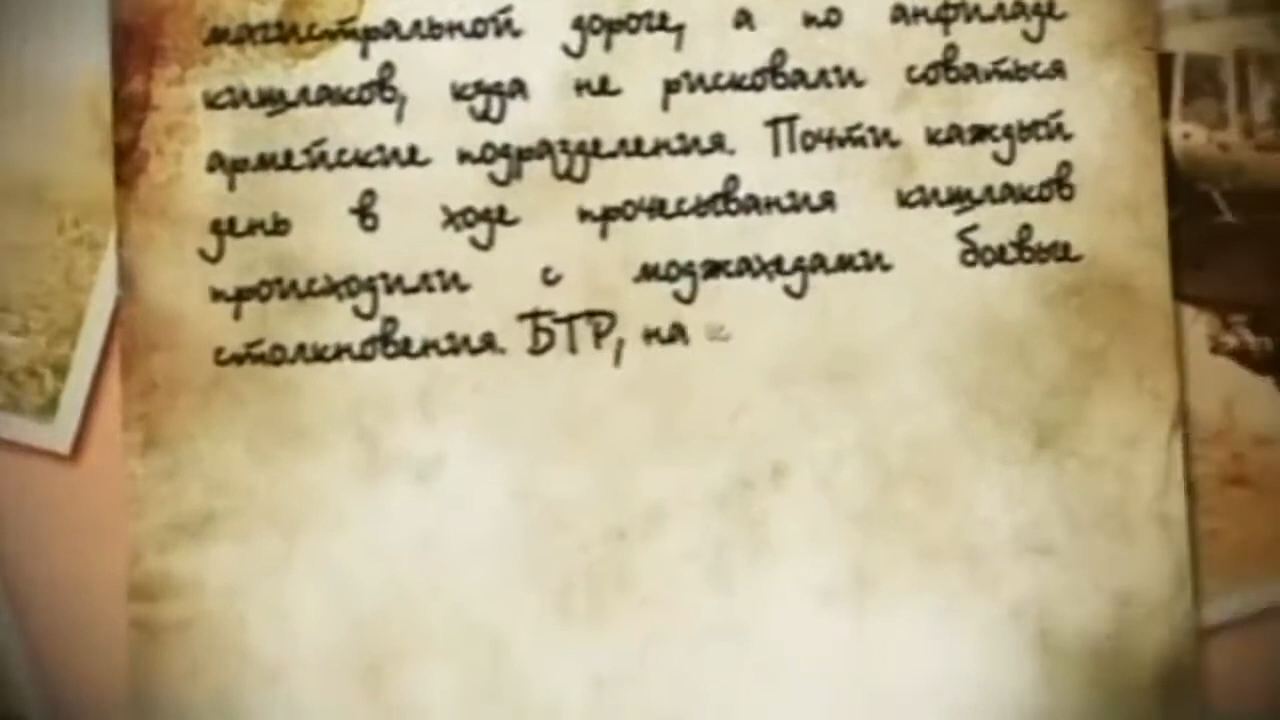 магистральной дороге, а по анфиладе
кишлаков, куда не рисковали соваться
армейские подразделения. Почти каждый
день в ходе прочесывания кишлаков
происходили с моджахедами боевые
столкновения. БТР, на к